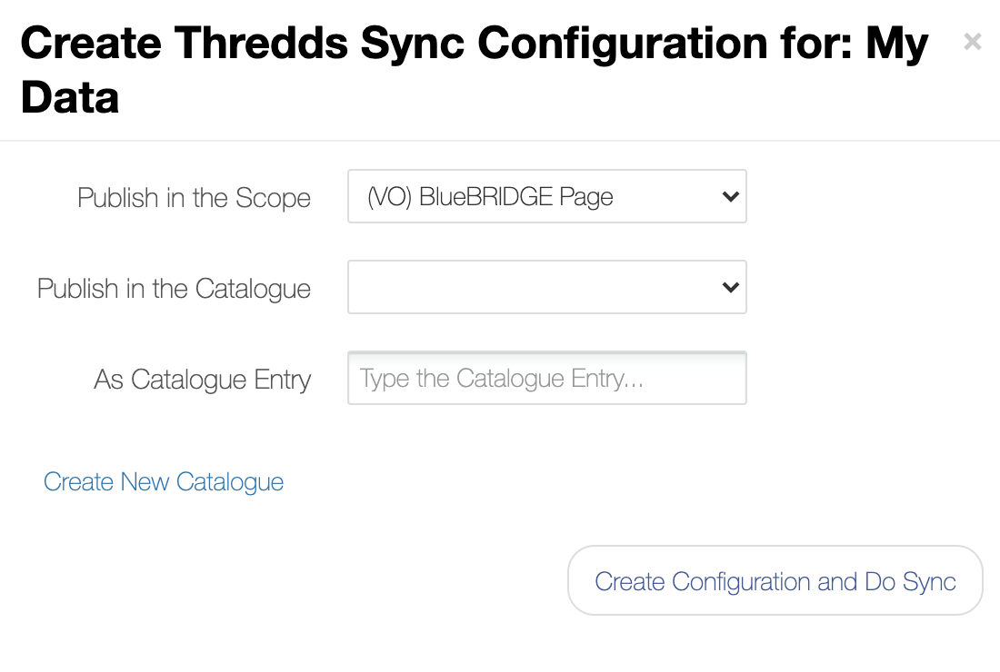 Create Thredds Sync Configuration for: My
Data
×
Publish in the Scope
(VO) BlueBRIDGE Page
Publish in the Catalogue
As Catalogue Entry
Type the Catalogue Entry...
Create New Catalogue
Create Configuration and Do Sync